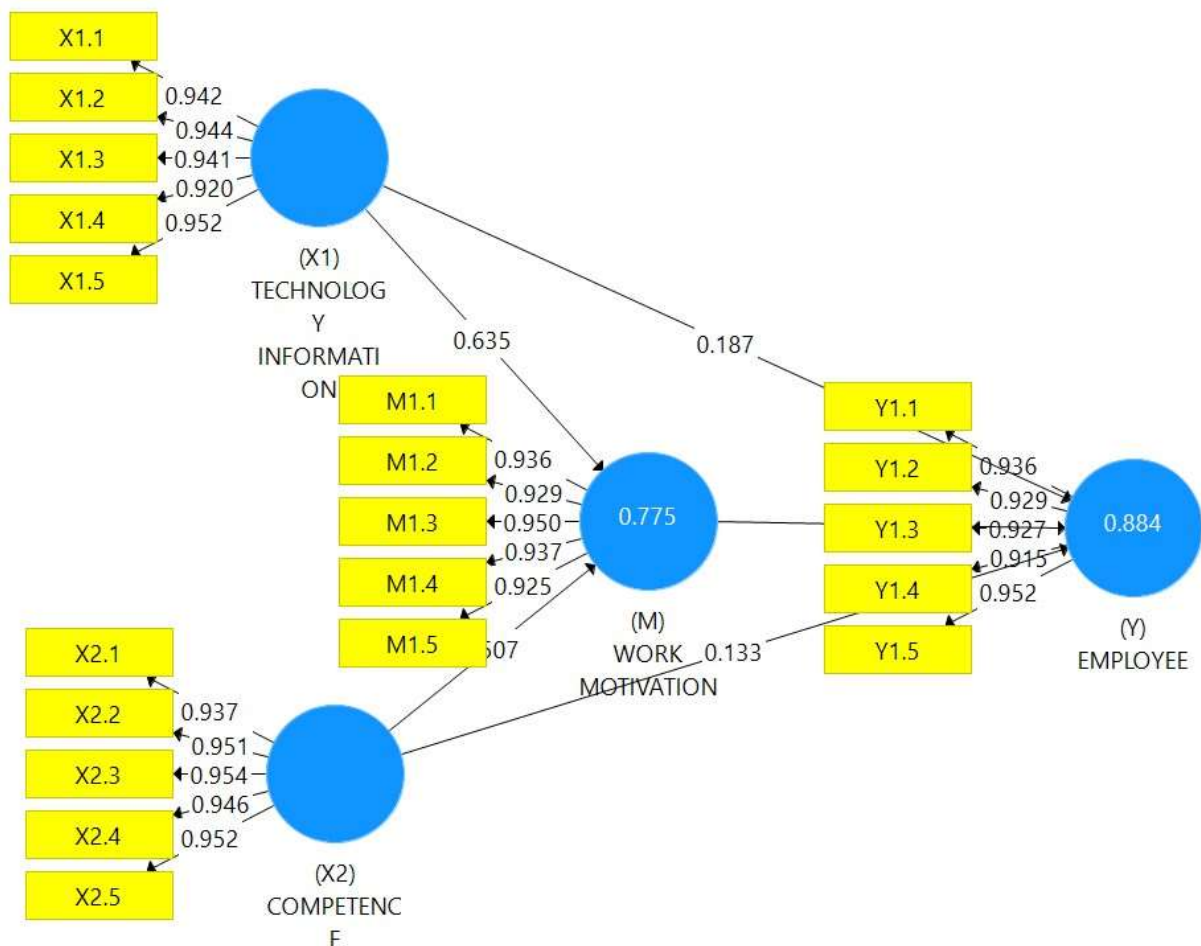 X1.1
X1.2
X1.3
X1.4
X1.5
0.942
0.944
0.941
0.920
0.952
(X1)
TECHNOLOG
Y
INFORMATI
ON
0.635
0.187
M1.1
M1.2
M1.3
M1.4
M1.5
0.936
0.929
0.950
0.937
0.925
0.775
(M)
WORK
MOTIVATION
Y1.1
Y1.2
Y1.3
Y1.4
Y1.5
0.936
0.929
0.927
0.915
0.952
0.884
(Y)
EMPLOYEE
X2.1
X2.2
X2.3
X2.4
X2.5
0.937
0.951
0.954
0.946
0.952
(X2)
COMPETENC
0.133